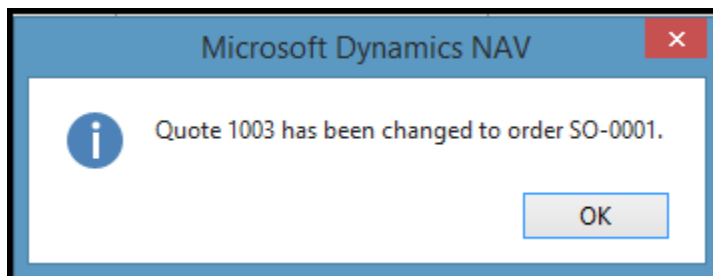 Microsoft Dynamics NAV
Quote 1003 has been changed to order SO-0001.
OK